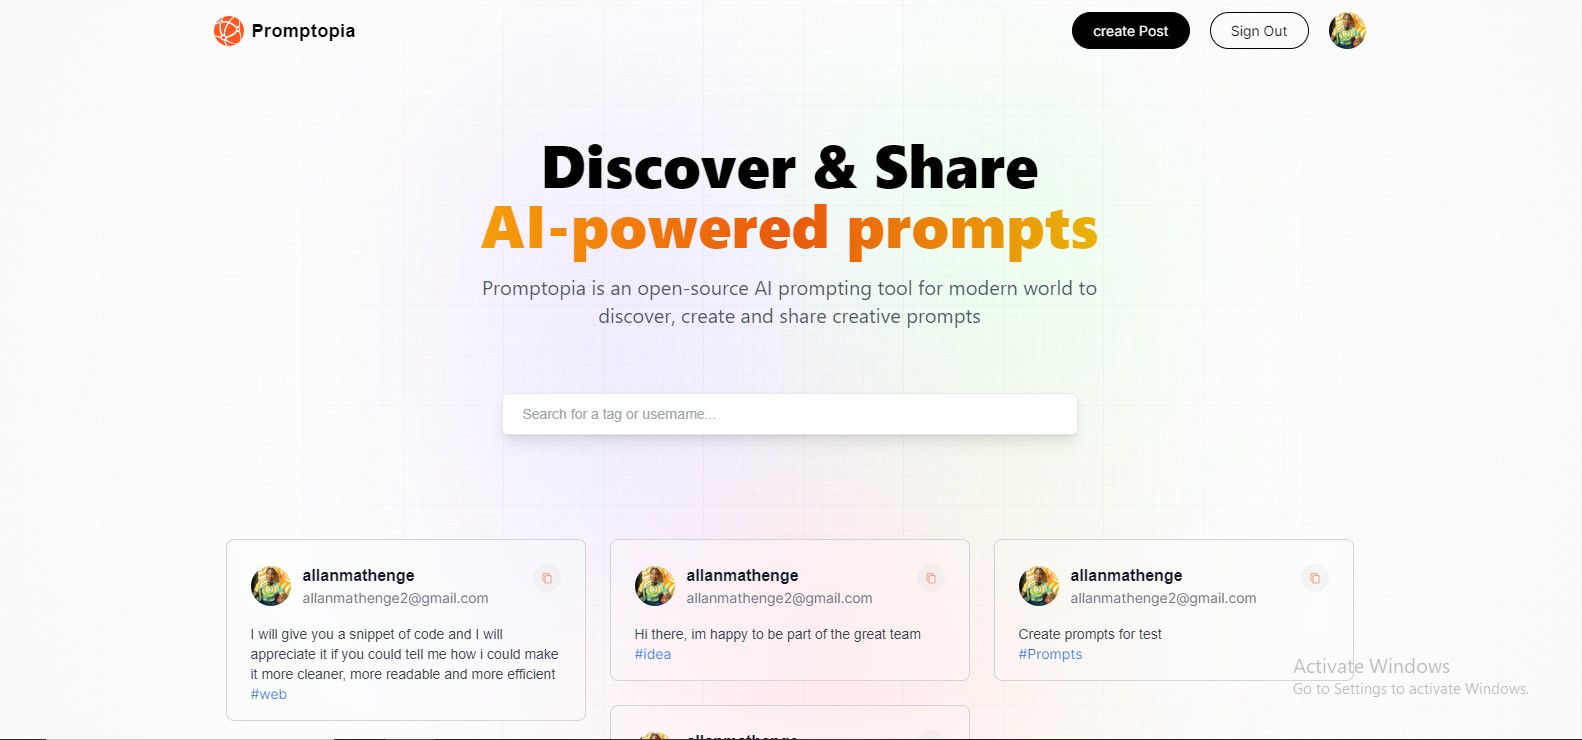 Promptopia
create Post
Sign Out
Discover & Share
AI-powered prompts
Promptopia is an open-source AI prompting tool for modern world to
discover, create and share creative prompts
Search for a tag or username...
allanmathenge
allanmathenge2@gmail.com
I will give you a snippet of code and I will
appreciate it if you could tell me how i could make
it more cleaner, more readable and more efficient
#web
allanmathenge
allanmathenge2@gmail.com
Hi there, im happy to be part of the great team
#idea
allanmathenge
allanmathenge2@gmail.com
Create prompts for test
#Prompts
allanmathenge
Activate Windows
Go to Settings to activate Windows.